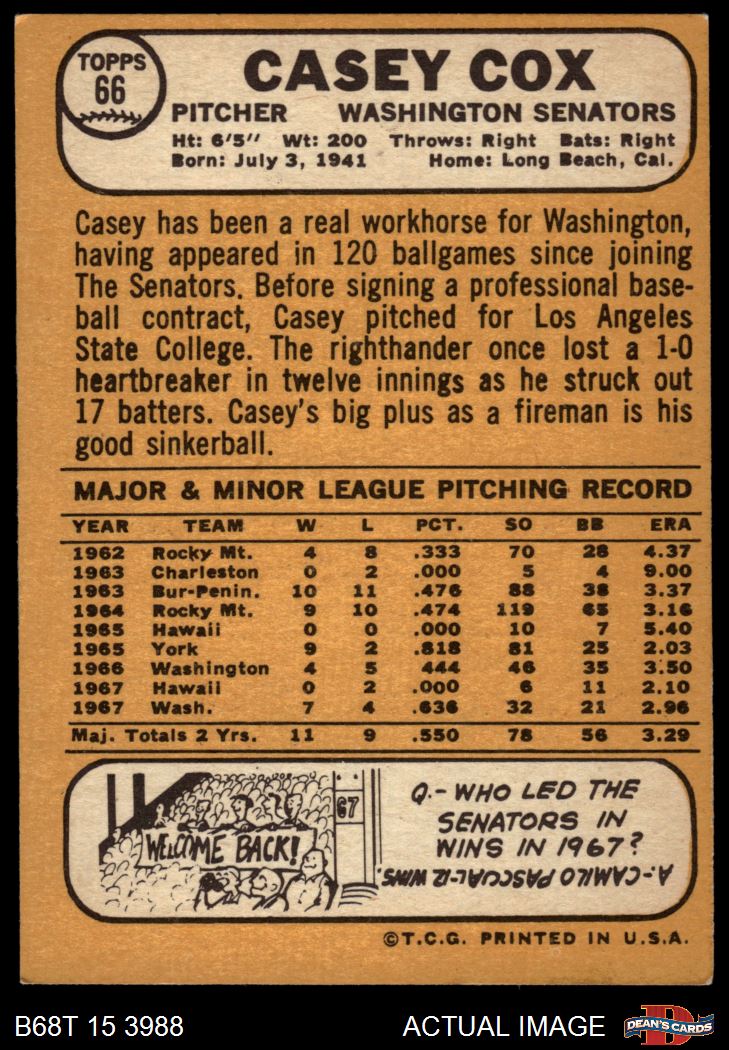 TOPPS
66
CASEY COX
PITCHER WASHINGTON SENATORS
Ht: 6'5" Wt: 200 Throws: Right Bats: Right
Born: July 3, 1941 Home: Long Beach, Cal.
Casey has been a real workhorse for Washington,
having appeared in 120 ballgames since joining
The Senators. Before signing a professional base-
ball contract, Casey pitched for Los Angeles
State College. The righthander once lost a 1-0
heartbreaker in twelve innings as he struck out
17 batters. Casey's big plus as a fireman is his
good sinkerball.
MAJOR & MINOR LEAGUE PITCHING RECORD
YEAR TEAM W L PCT. SO BB ERA
1962 Rocky Mt. 4 8 .333 70 28 4.37
1963 Charleston 0 2 .000 5 4 9.00
1963 Bur-Penin. 10 11 .476 88 38 3.37
1964 Rocky Mt. 9 10 .474 119 65 3.16
1965 Hawaii 0 0 .000 10 7 5.40
1965 York 9 2 .818 81 25 2.03
1966 Washington 4 5 444 46 35 3.50
1967 Hawaii 0 2 .000 6 11 2.10
1967 Wash. 7 4 .636 32 21 2.96
Maj. Totals 2 Yrs. 11 9 .550 78 56 3.29
67
WELCOME BACK!
Q.- WHO LED THE
SENATORS IN
WINS IN 1967?
A-CAMILO PASCUAL-12 WINS.
©T.C.G. PRINTED IN U.S.A.
B68T 15 3988 ACTUAL IMAGE
D
DEAN'S CARDS